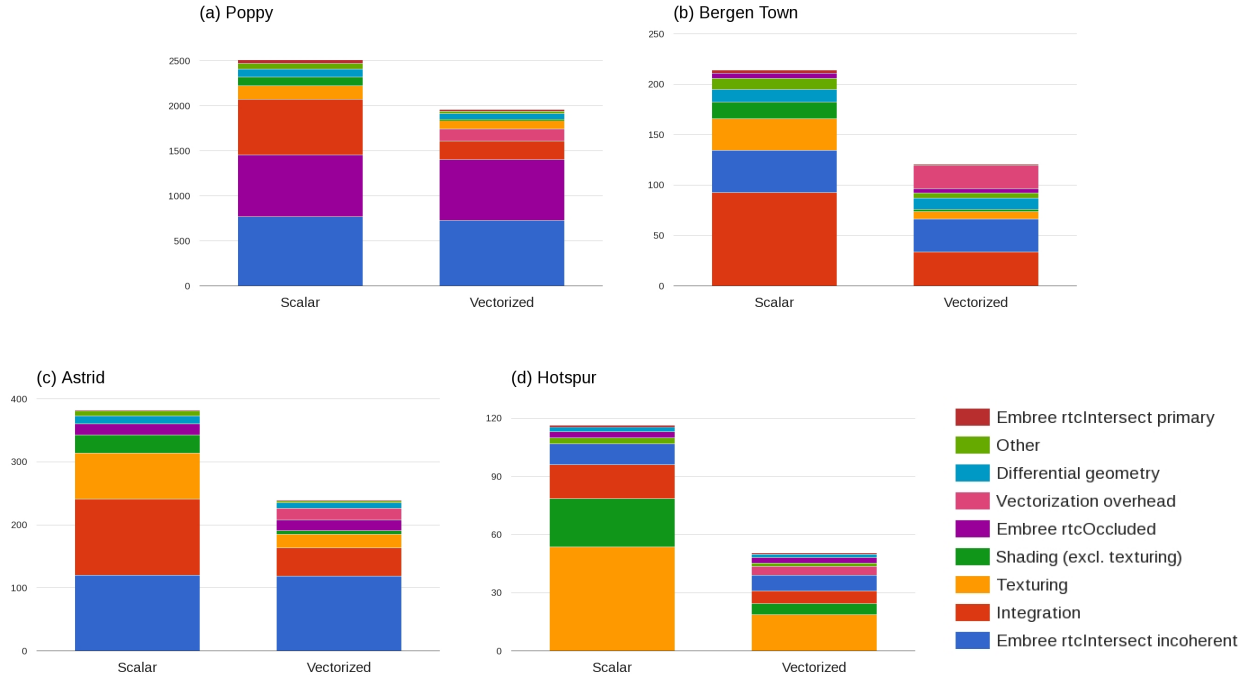 (a) Poppy
2500
2000
1500
1000
500
0
Scalar
Vectorized
(b) Bergen Town
250
200
150
100
50
0
Scalar
Vectorized
(c) Astrid
400
300
200
100
0
Scalar
Vectorized
(d) Hotspur
120
90
60
30
0
Scalar
Vectorized
Embree rtcIntersect primary
Other
Differential geometry
Vectorization overhead
Embree rtcOccluded
Shading (excl. texturing)
Texturing
Integration
Embree rtcIntersect incoherent